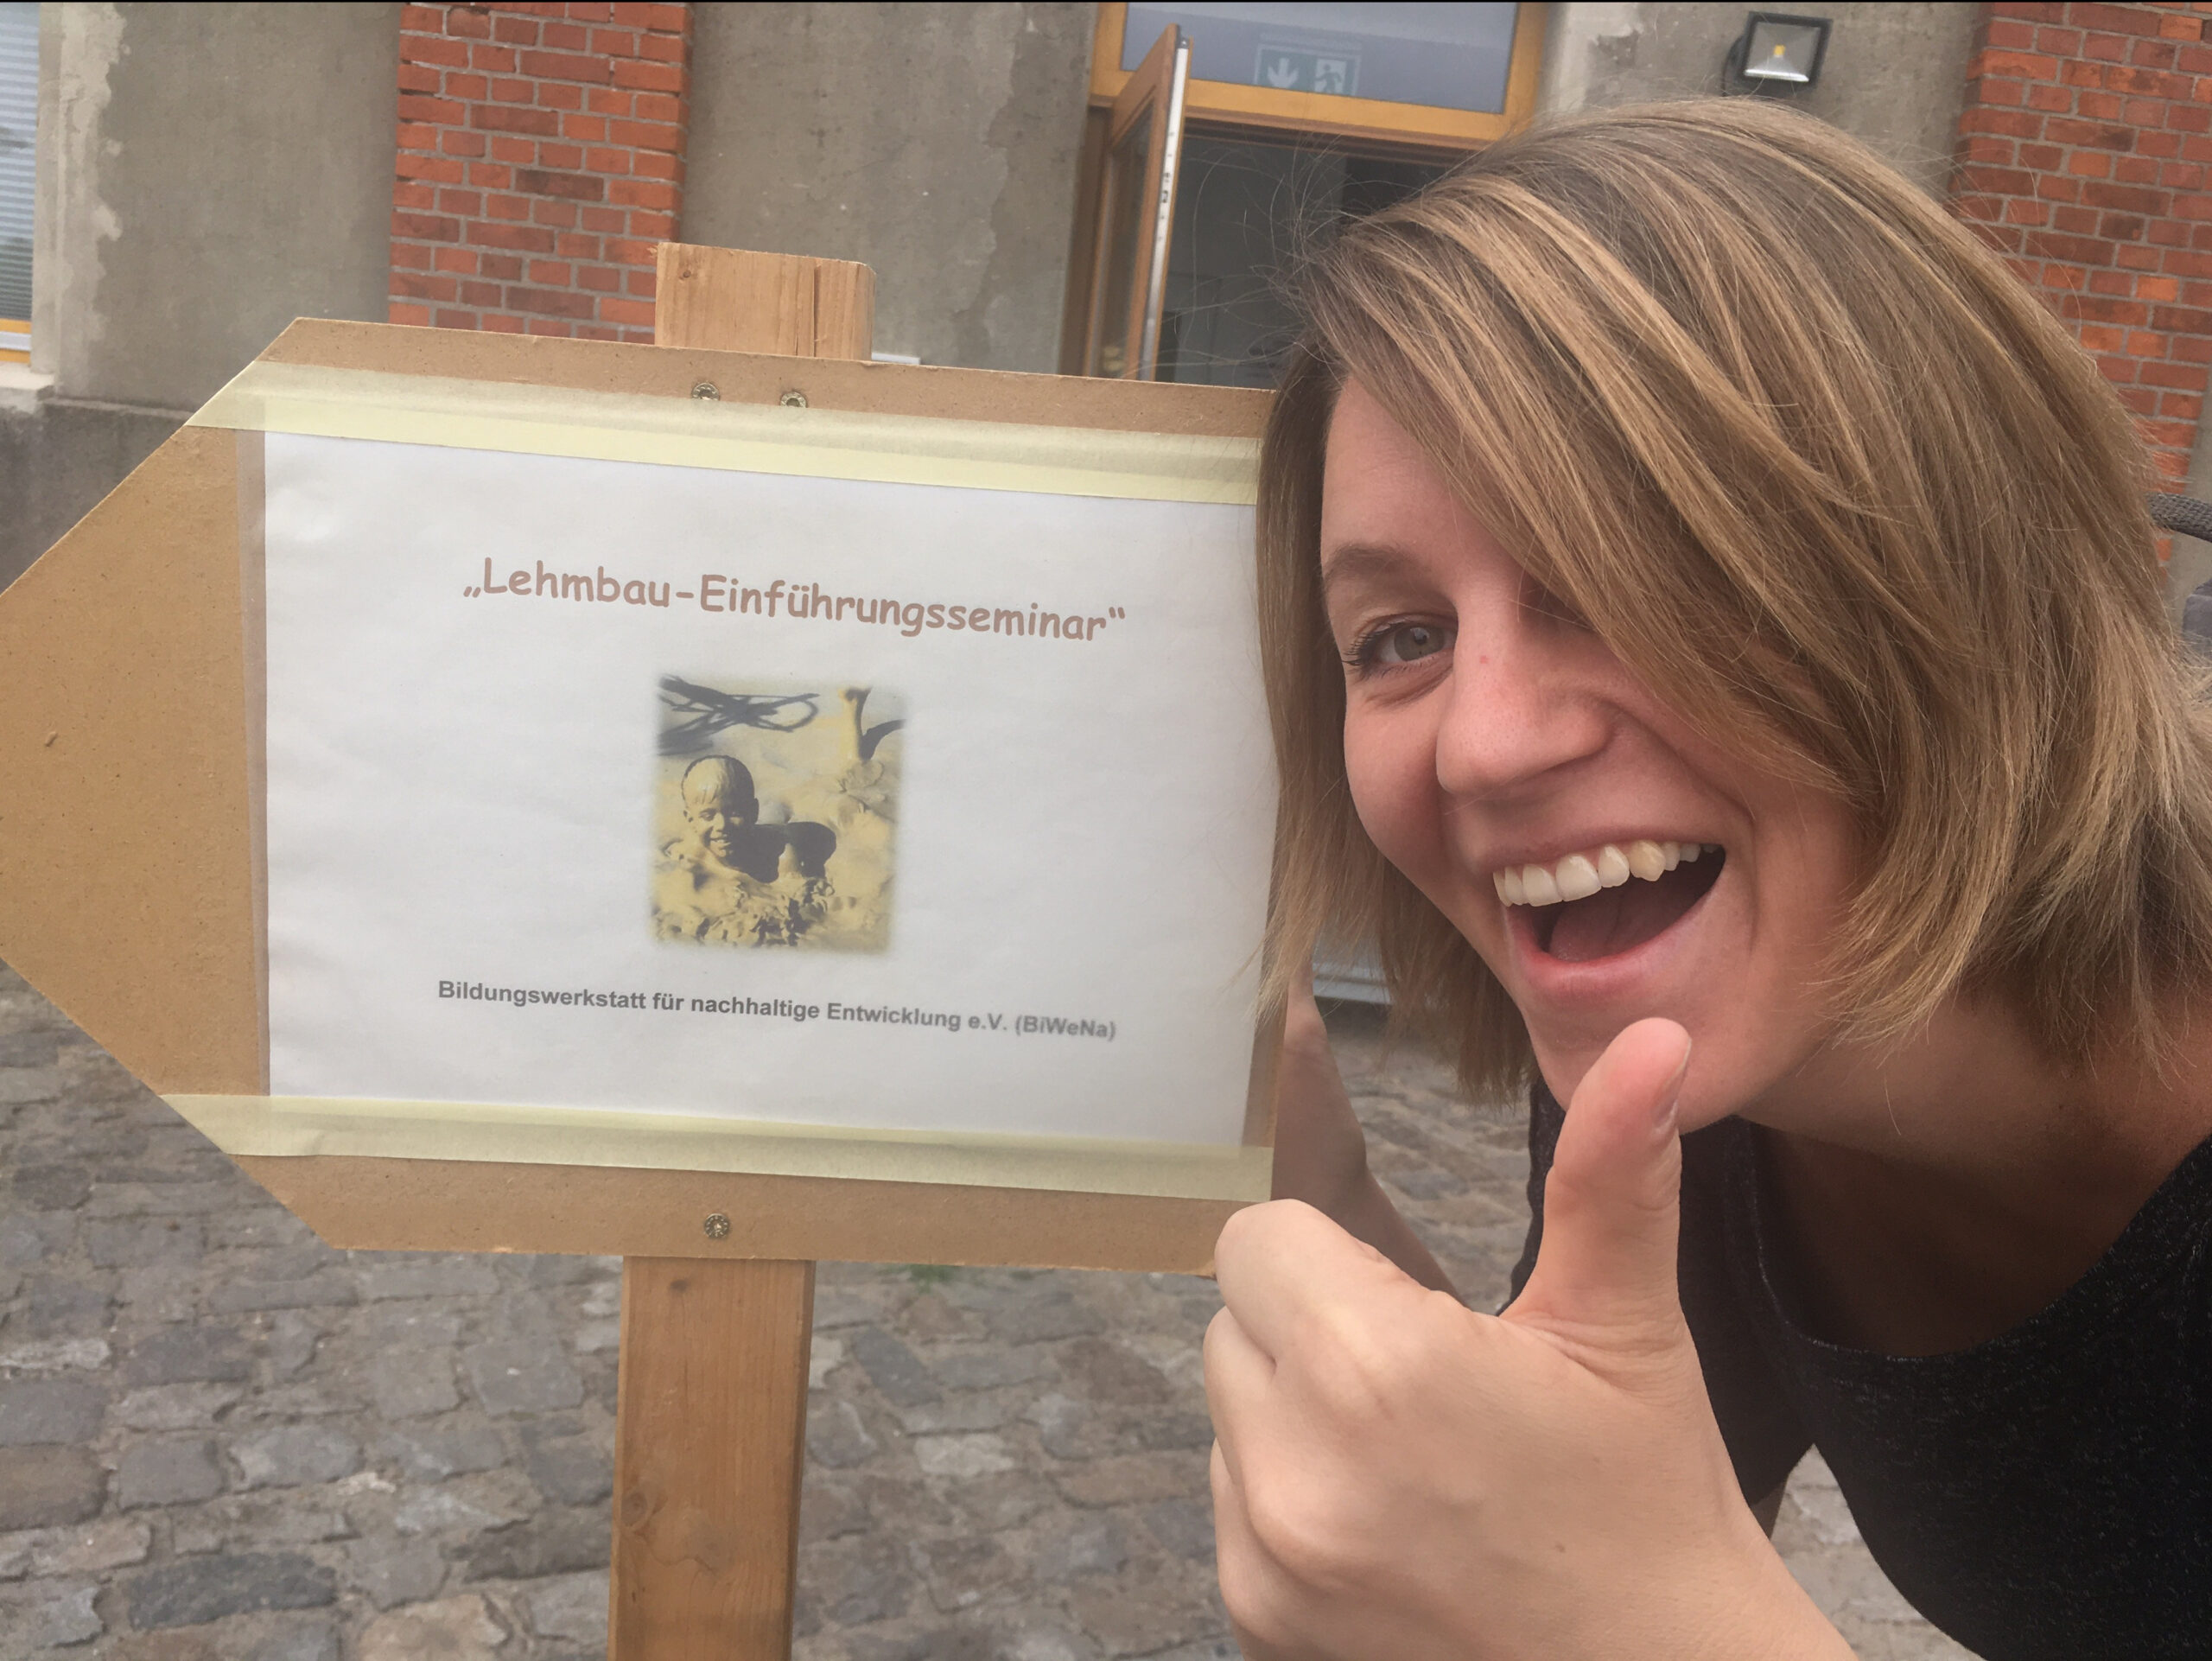 „Lehmbau-Einführungsseminar“
Bildungswerkstatt für nachhaltige Entwicklung e.V. (BiWeNa)